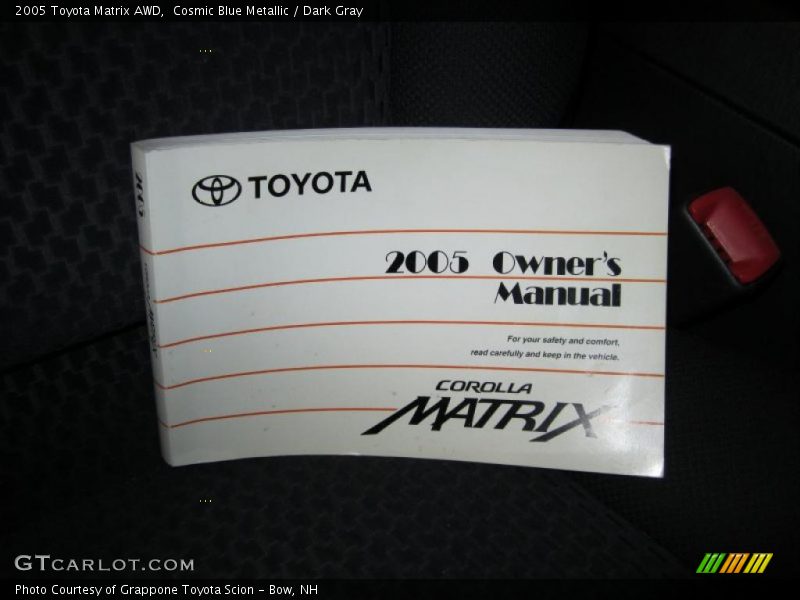 2005 Toyota Matrix AWD,  Cosmic Blue Metallic / Dark Gray
TOYOTA
2005 Owner's
Manual
For your safety and comfort,
read carefully and keep in the vehicle.
COROLLA
MATRIX
GTCARLOT.COM
Photo Courtesy of Grappone Toyota Scion – Bow, NH